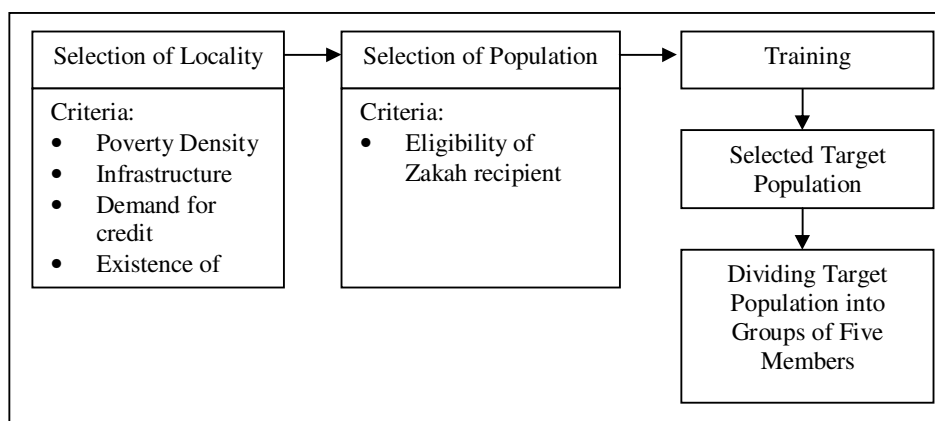 Selection of Locality
Criteria:
• Poverty Density
• Infrastructure
• Demand for
credit
• Existence of
Selection of Population
Criteria:
• Eligibility of
Zakah recipient
Training
Selected Target
Population
Dividing Target
Population into
Groups of Five
Members